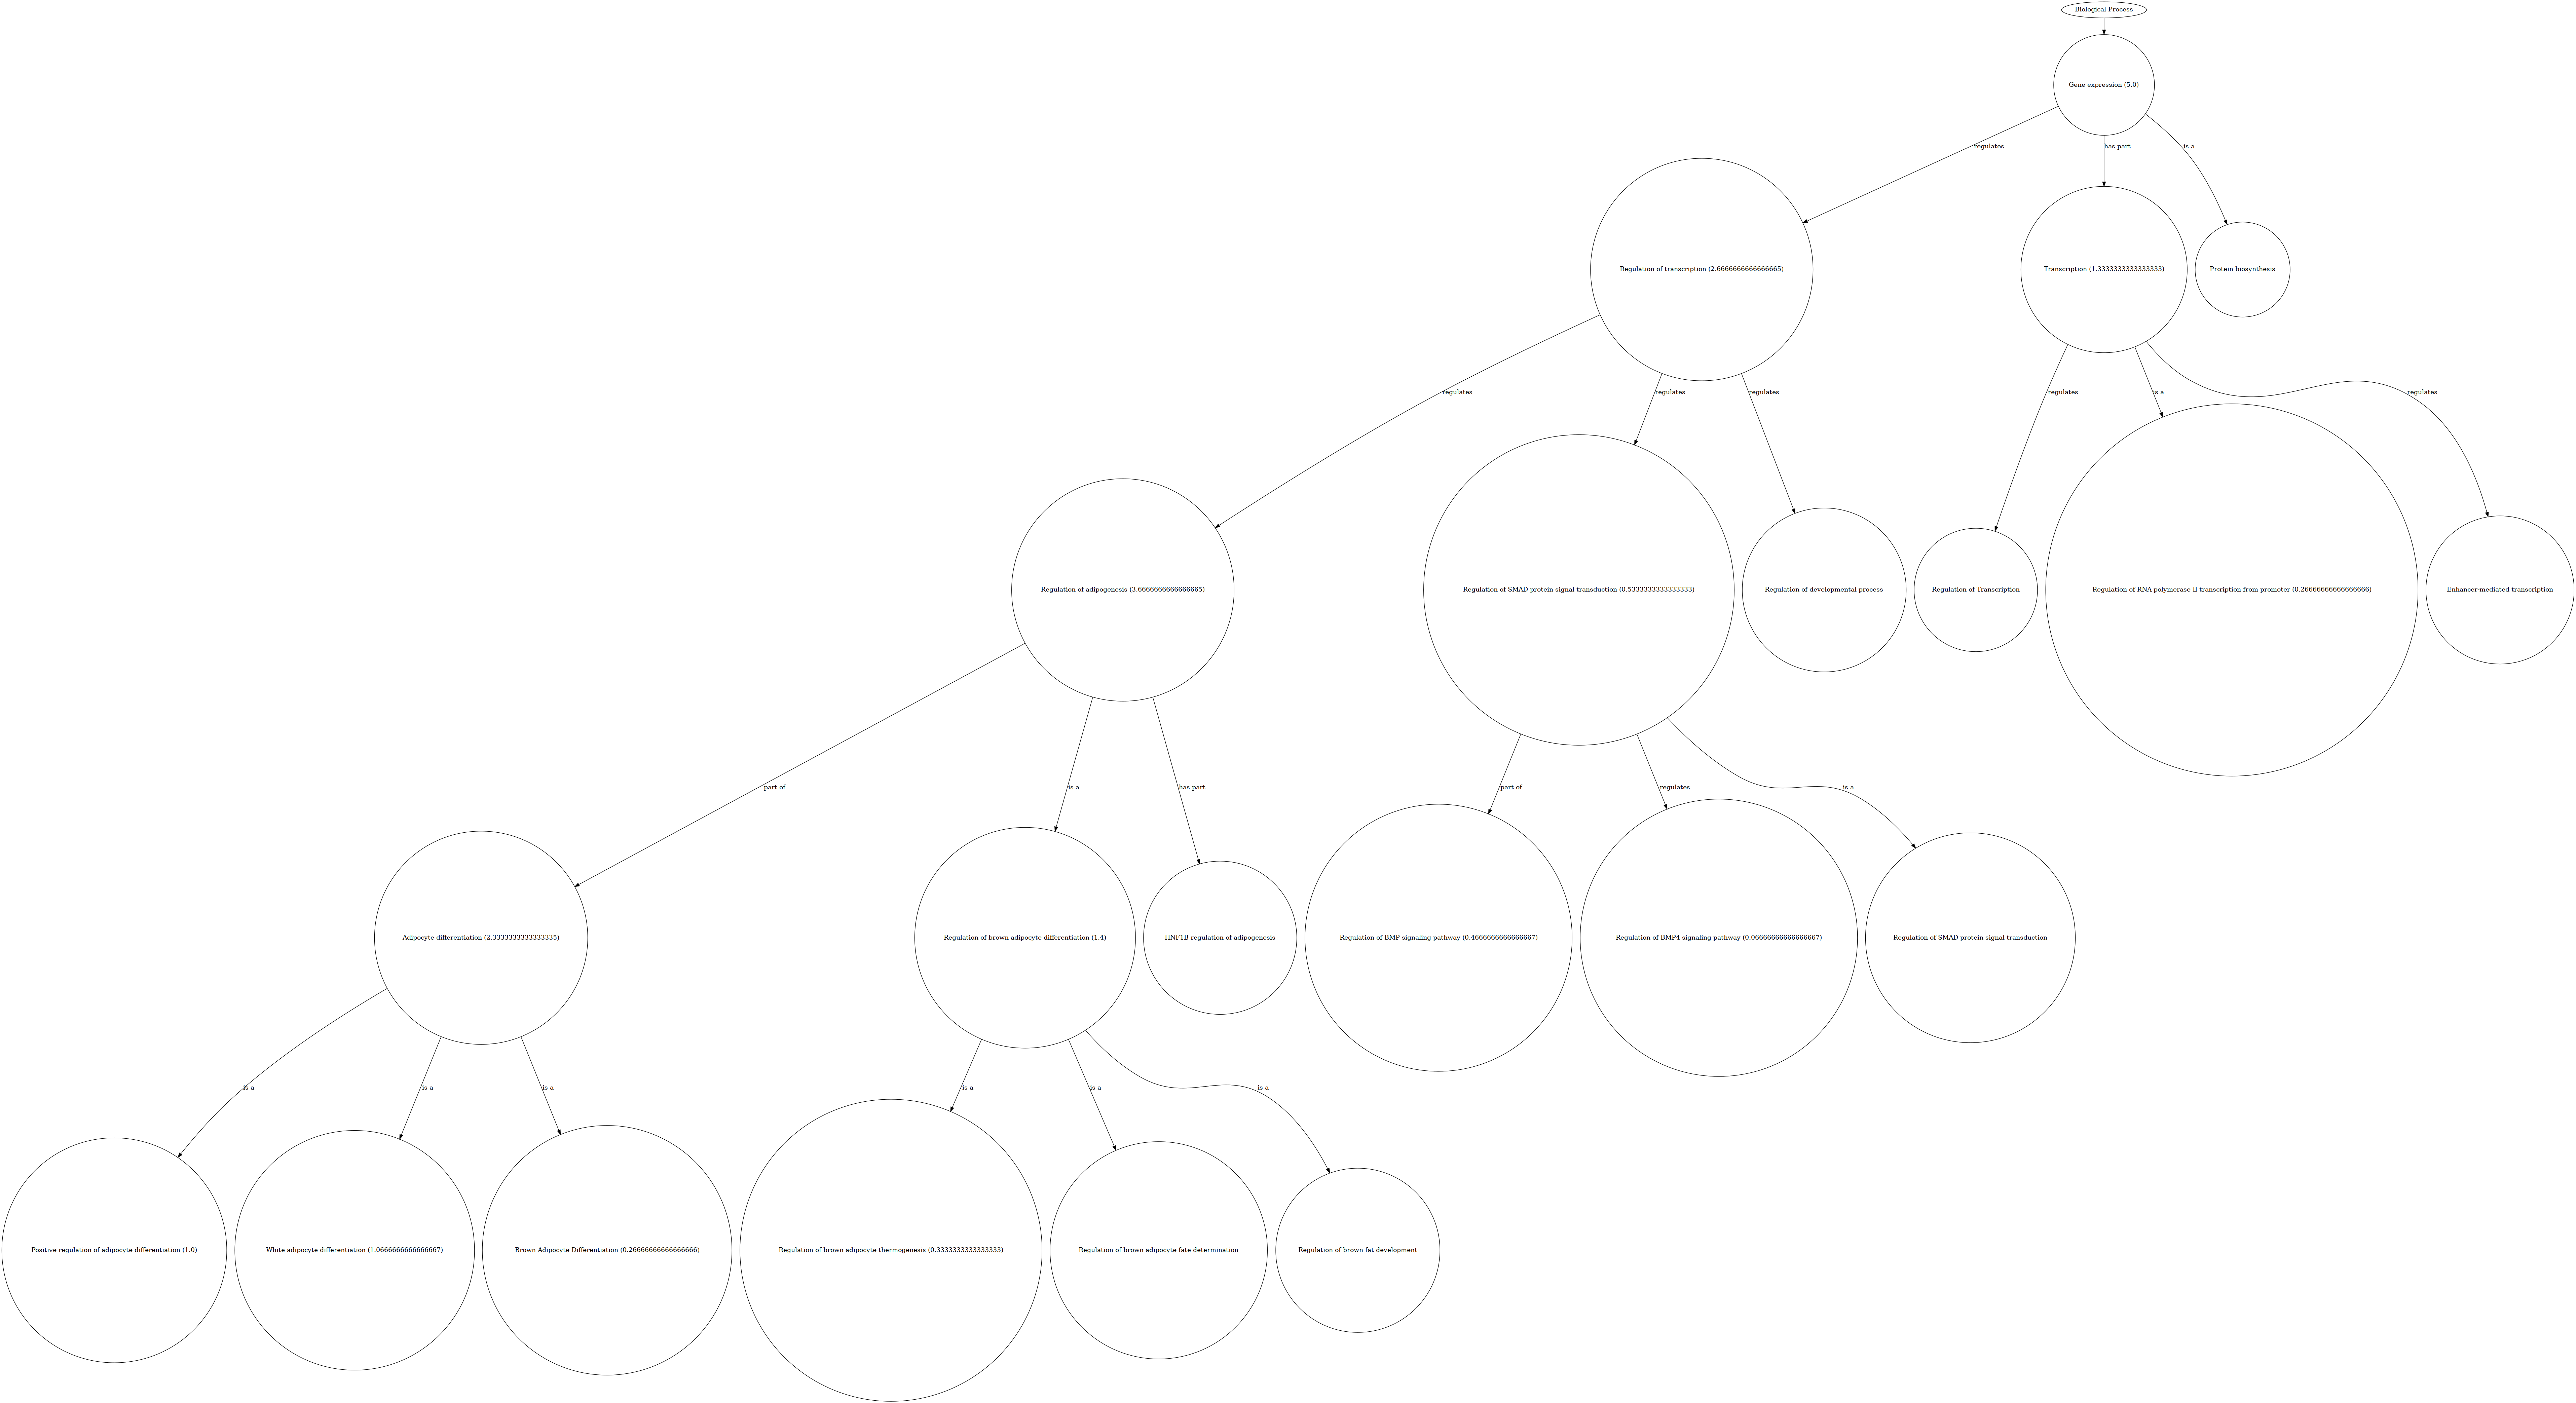 Biological Process
Gene expression (5.0)
regulates
has part
is a
Regulation of transcription (2.6666666666666665)
Transcription (1.3333333333333333)
Protein biosynthesis
regulates
regulates
regulates
regulates
is a
regulates
Regulation of adipogenesis (3.6666666666666665)
Regulation of SMAD protein signal transduction (0.5333333333333333)
Regulation of developmental process
Regulation of Transcription
Regulation of RNA polymerase II transcription from promoter (0.26666666666666666)
Enhancer-mediated transcription
part of
is a
has part
part of
regulates
is a
Adipocyte differentiation (2.3333333333333335)
Regulation of brown adipocyte differentiation (1.4)
HNF1B regulation of adipogenesis
Regulation of BMP signaling pathway (0.4666666666666667)
Regulation of BMP4 signaling pathway (0.06666666666666667)
Regulation of SMAD protein signal transduction
is a
is a
is a
is a
is a
is a
Positive regulation of adipocyte differentiation (1.0)
White adipocyte differentiation (1.0666666666666667)
Brown Adipocyte Differentiation (0.26666666666666666)
Regulation of brown adipocyte thermogenesis (0.3333333333333333)
Regulation of brown adipocyte fate determination
Regulation of brown fat development